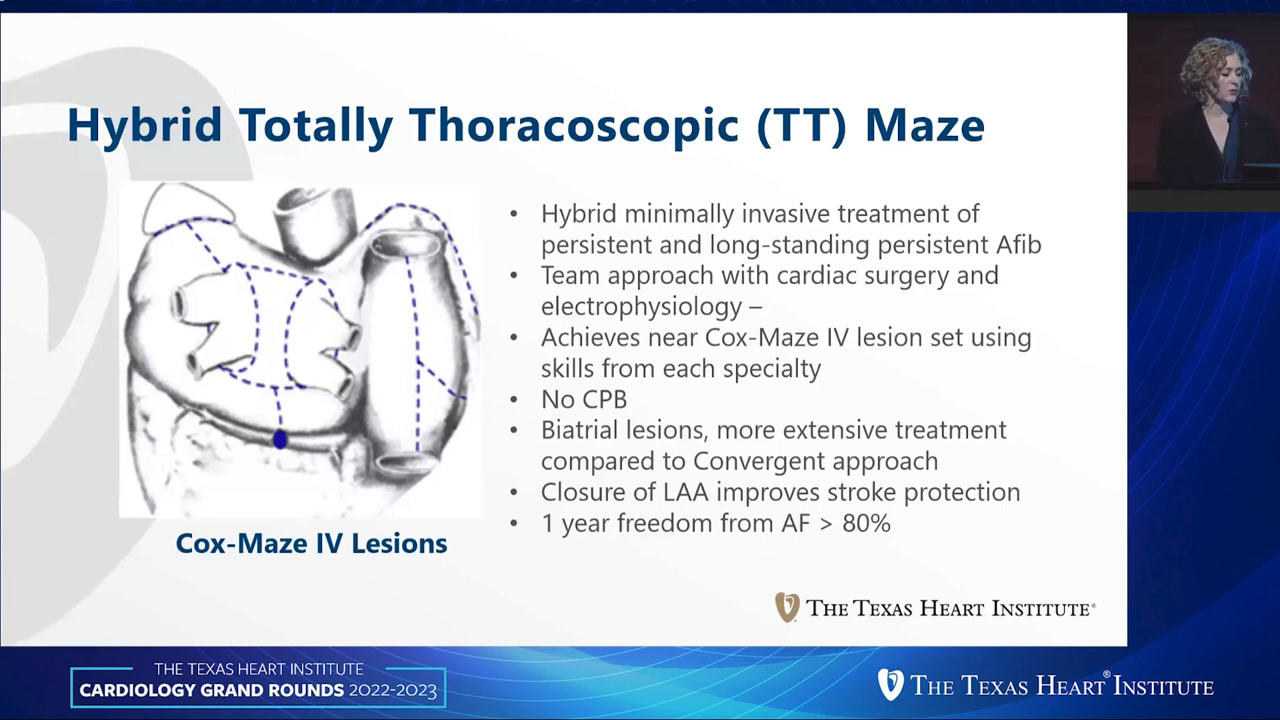 Hybrid Totally Thoracoscopic (TT) Maze
• Hybrid minimally invasive treatment of
persistent and long-standing persistent Afib
• Team approach with cardiac surgery and
electrophysiology –
• Achieves near Cox-Maze IV lesion set using
skills from each specialty
• No CPB
• Biatrial lesions, more extensive treatment
compared to Convergent approach
• Closure of LAA improves stroke protection
• 1 year freedom from AF > 80%
Cox-Maze IV Lesions
THE TEXAS HEART INSTITUTE®
THE TEXAS HEART INSTITUTE
CARDIOLOGY GRAND ROUNDS 2022-2023
THE TEXAS HEART® INSTITUTE